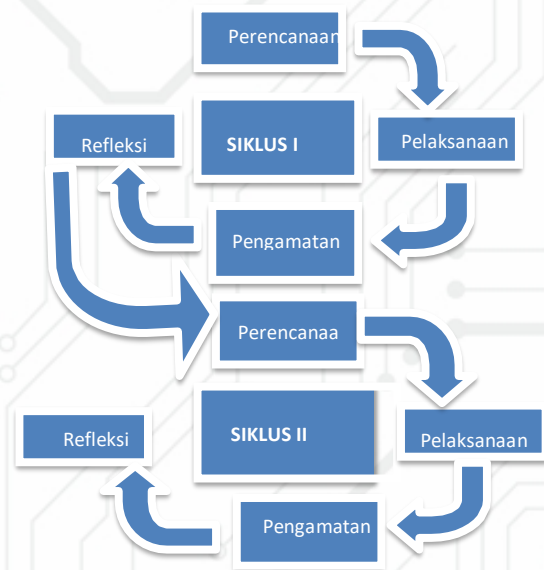 Perencanaan
Refleksi
SIKLUS I
Pelaksanaan
Pengamatan
Perencanaa
Refleksi
SIKLUS II
Pelaksanaan
Pengamatan